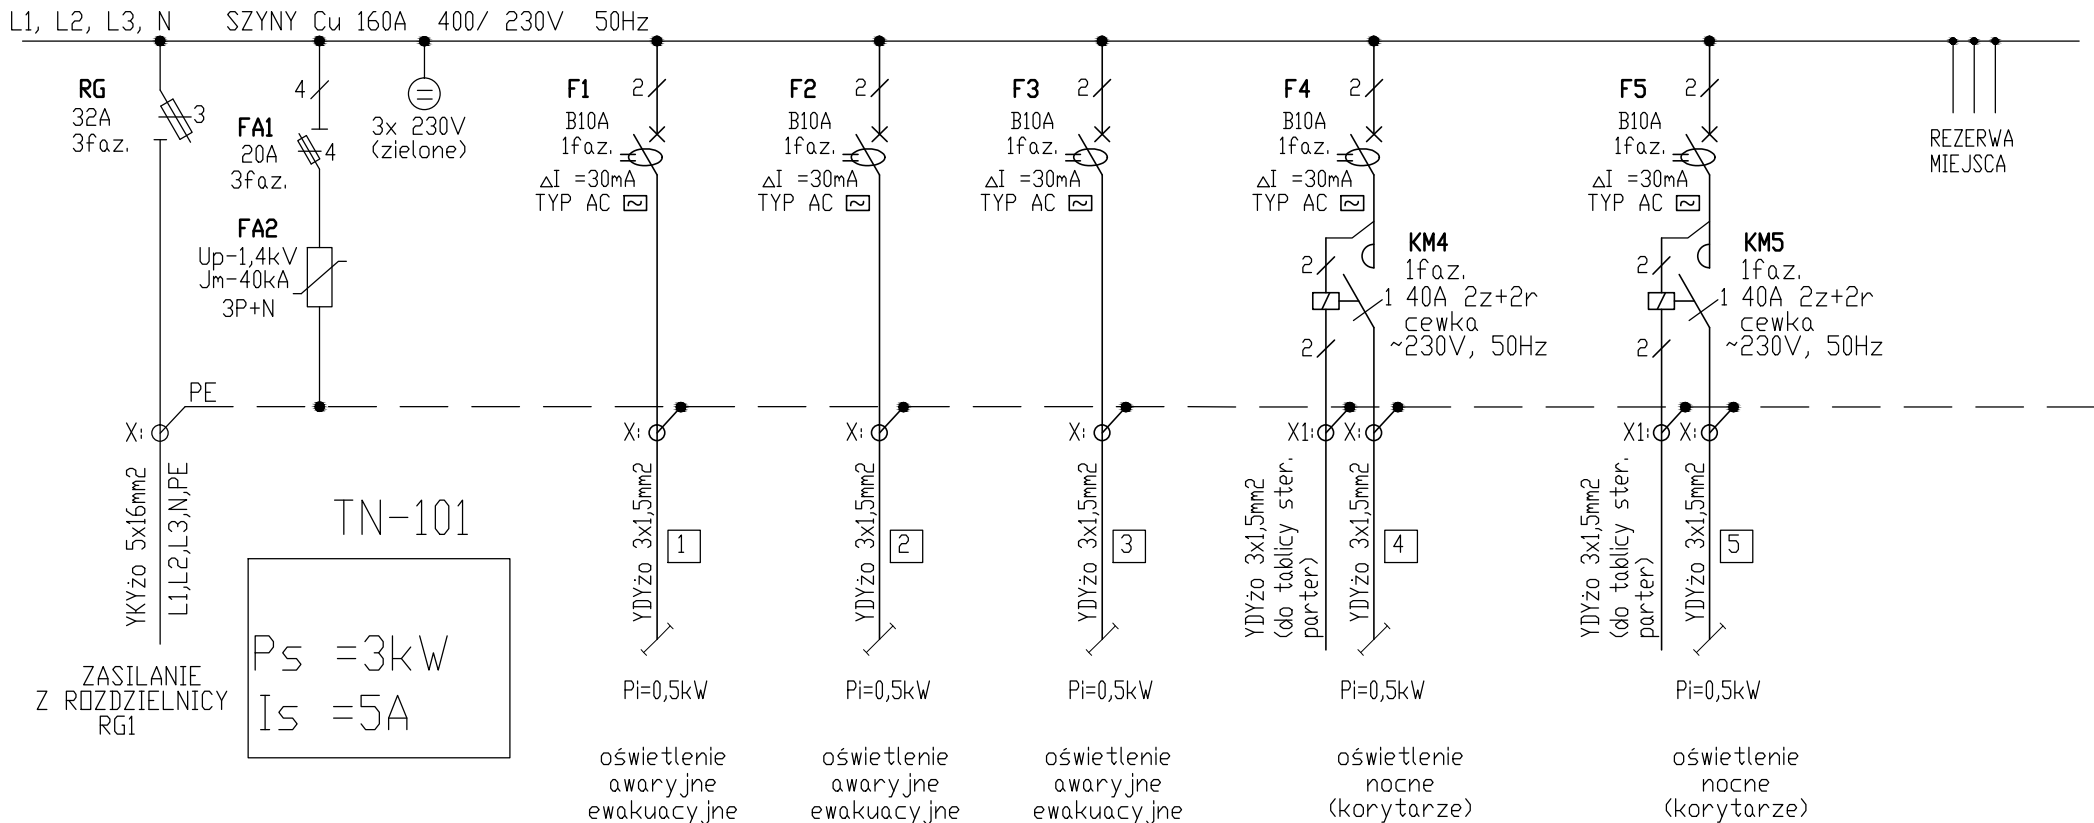 L1, L2, L3, N SZYNY Cu 160A 400/ 230V 50Hz
RG
32A
3faz.
3
4
FA1
20A
3faz.
4
FA2
Up-1,4kV
Jm-40kA
3P+N
3x 230V
(zielone)
F1
2
B10A
1faz.
ΔI =30mA
TYP AC
F2
2
B10A
1faz.
ΔI =30mA
TYP AC
F3
2
B10A
1faz.
ΔI =30mA
TYP AC
F4
2
B10A
1faz.
ΔI =30mA
TYP AC
KM4
1faz.
1 40A 2z+2r
cewka
~230V, 50Hz
2
2
F5
2
B10A
1faz.
ΔI =30mA
TYP AC
KM5
1faz.
1 40A 2z+2r
cewka
~230V, 50Hz
2
2
REZERWA
MIEJSCA
PE
X:
X:
X:
X:
X1:
X:
X1:
X:
YKYżo 5x16mm2
L1,L2,L3,N,PE
ZASILANIE
Z ROZDZIELNICY
RG1
TN-101
Ps =3kW
Is =5A
YDYżo 3x1,5mm2
1
Pi=0,5kW
oświetlenie
awaryjne
ewakuacyjne
YDYżo 3x1,5mm2
2
Pi=0,5kW
oświetlenie
awaryjne
ewakuacyjne
YDYżo 3x1,5mm2
3
Pi=0,5kW
oświetlenie
awaryjne
ewakuacyjne
YDYżo 3x1,5mm2
(do tablicy ster.
parter)
YDYżo 3x1,5mm2
4
Pi=0,5kW
oświetlenie
nocne
(korytarze)
YDYżo 3x1,5mm2
(do tablicy ster.
parter)
YDYżo 3x1,5mm2
5
Pi=0,5kW
oświetlenie
nocne
(korytarze)